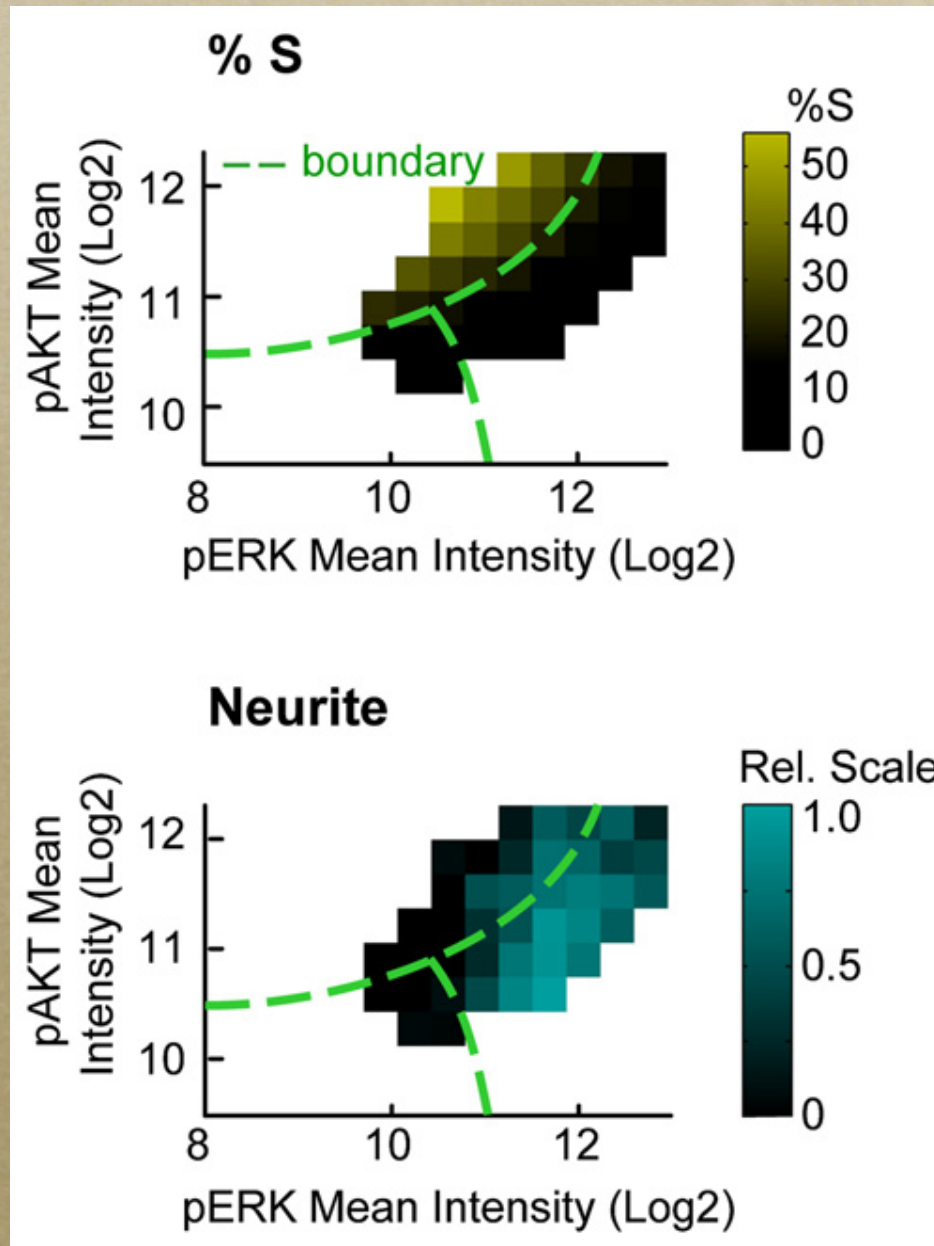 % S
%S
boundary
50
40
30
20
10
0
12
11
10
pAKT Mean
Intensity (Log2)
8
10
12
pERK Mean Intensity (Log2)
Neurite
Rel. Scale
1.0
0.5
0
12
11
10
pAKT Mean
Intensity (Log2)
8
10
12
pERK Mean Intensity (Log2)